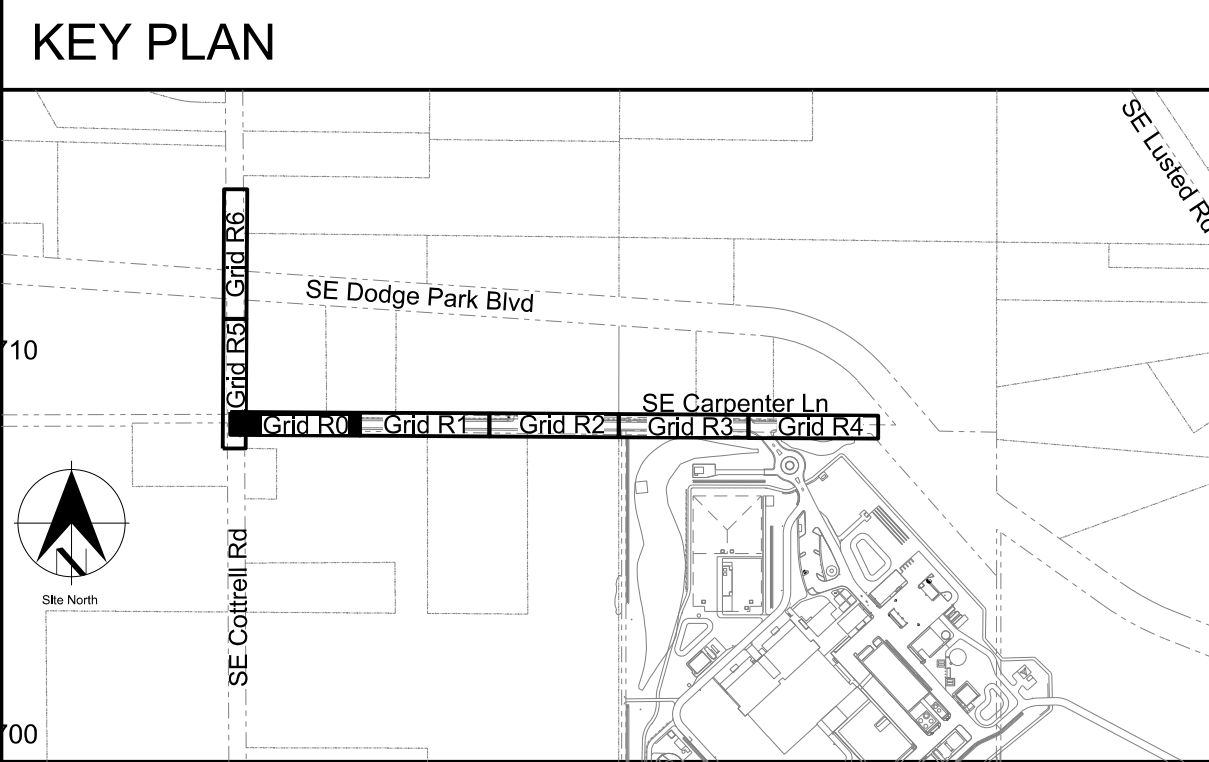 KEY PLAN
SE Lusted Rd
Grid R6
SE Dodge Park Blvd
Grid R5
710
SE Carpenter Ln
Grid R0
Grid R1
Grid R2
Grid R3
Grid R4
SE Cottrell Rd
N
Site North
700